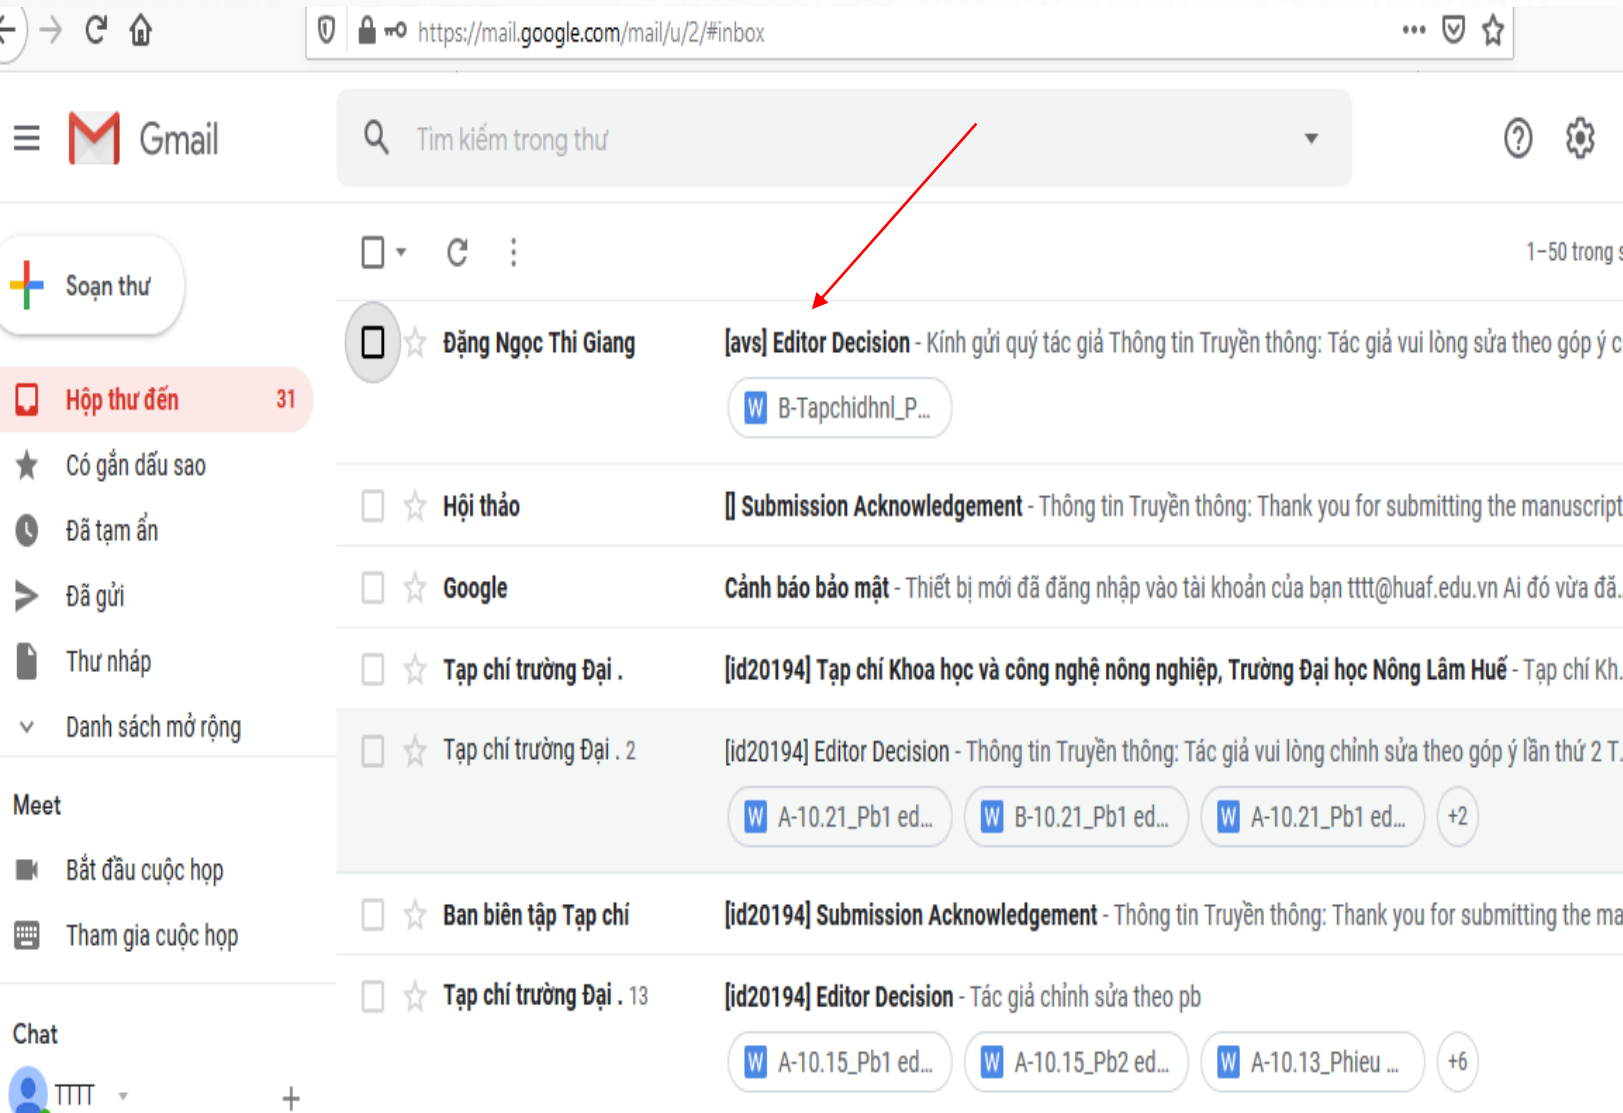 https://mail.google.com/mail/u/2/#inbox
Gmail
Tìm kiếm trong thư
Soạn thư
1–50 trong
Hộp thư đến 31
Có gắn dấu sao
Đã tạm ẩn
Đã gửi
Thư nháp
Danh sách mở rộng
Meet
Bắt đầu cuộc họp
Tham gia cuộc họp
Chat
TTTT
Đặng Ngọc Thi Giang [avs] Editor Decision - Kính gửi quý tác giả Thông tin Truyền thông: Tác giả vui lòng sửa theo góp ý c
B-Tapchidhnl_P...
Hội thảo [] Submission Acknowledgement - Thông tin Truyền thông: Thank you for submitting the manuscript
Google Cảnh báo bảo mật - Thiết bị mới đã đăng nhập vào tài khoản của bạn tttt@huaf.edu.vn Ai đó vừa đã..
Tạp chí trường Đại . [id20194] Tạp chí Khoa học và công nghệ nông nghiệp, Trường Đại học Nông Lâm Huế - Tạp chí Kh.
Tạp chí trường Đại . 2 [id20194] Editor Decision - Thông tin Truyền thông: Tác giả vui lòng chỉnh sửa theo góp ý lần thứ 2 T.
A-10.21_Pb1 ed... B-10.21_Pb1 ed... A-10.21_Pb1 ed... +2
Ban biên tập Tạp chí [id20194] Submission Acknowledgement - Thông tin Truyền thông: Thank you for submitting the ma
Tạp chí trường Đại . 13 [id20194] Editor Decision - Tác giả chỉnh sửa theo pb
A-10.15_Pb1 ed... A-10.15_Pb2 ed... A-10.13_Phieu ... +6